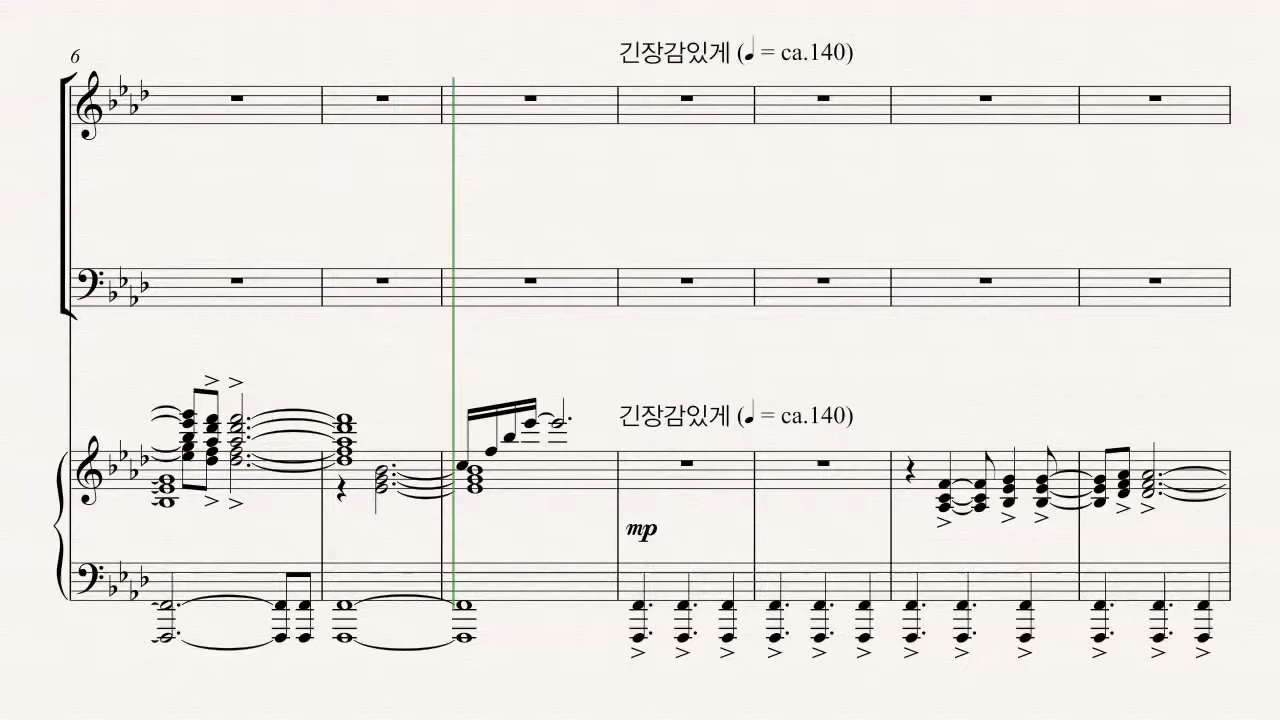 6
긴장감있게 (♩ = ca.140)
긴장감있게 (♩ = ca.140)
mp